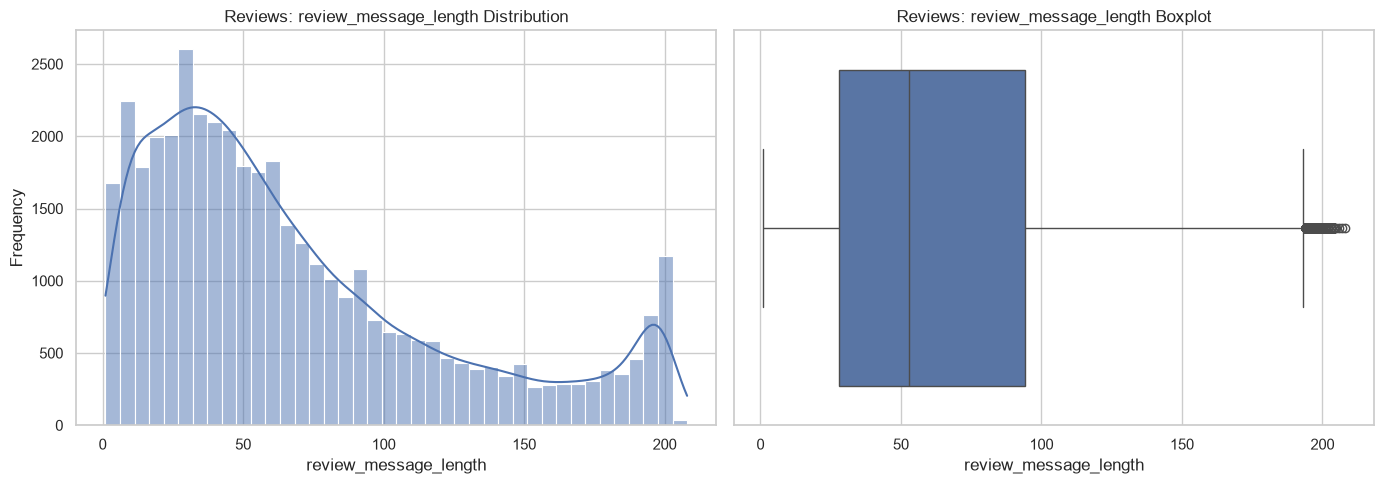 Reviews: review_message_length Distribution
Frequency
2500
2000
1500
1000
500
0
0 50 100 150 200
review_message_length
Reviews: review_message_length Boxplot
0 50 100 150 200
review_message_length